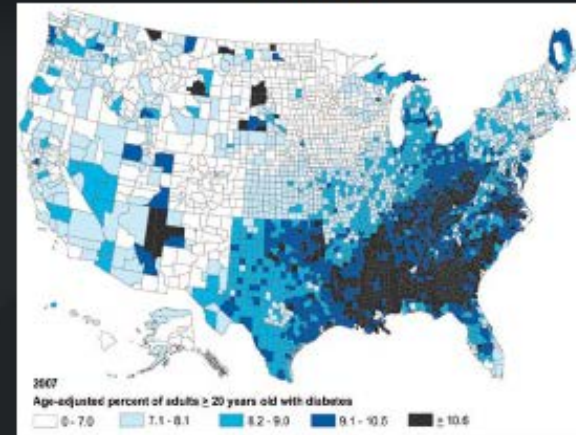 2007
Age-adjusted percent of adults ≥ 20 years old with diabetes
0 - 7.0 7.1 - 8.1 8.2 - 9.0 9.1 - 10.5 ≥ 10.6